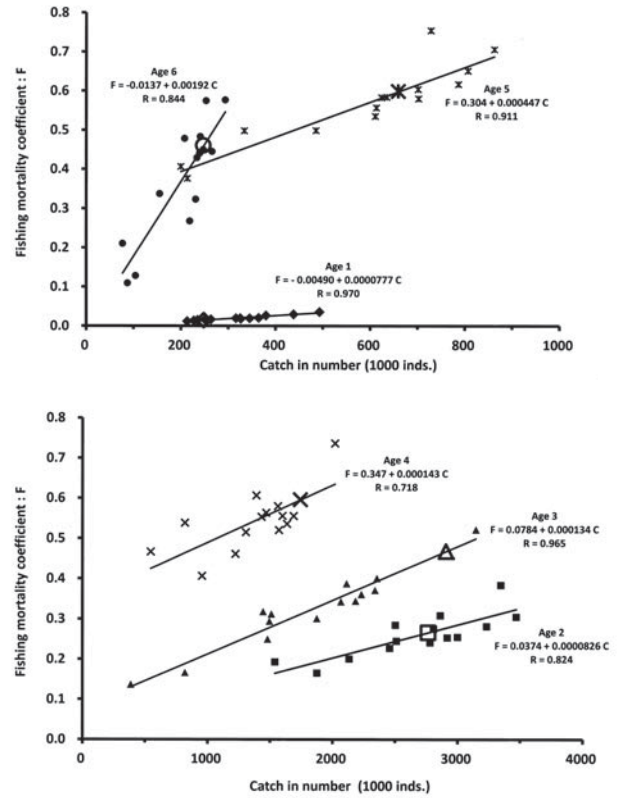 0.8
0.7
0.6
0.5
0.4
0.3
0.2
0.1
0.0
Fishing mortality coefficient : F
Age 6
F = -0.0137 + 0.00192 C
R = 0.844
Age 5
F = 0.304 + 0.000447 C
R = 0.911
Age 1
F = - 0.00490 + 0.0000777 C
R = 0.970
0 200 400 600 800 1000
Catch in number (1000 inds.)
0.8
0.7
0.6
0.5
0.4
0.3
0.2
0.1
0.0
Fishing mortality coefficient : F
Age 4
F = 0.347 + 0.000143 C
R = 0.718
Age 3
F = 0.0784 + 0.000134 C
R = 0.965
Age 2
F = 0.0374 + 0.0000826 C
R = 0.824
0 1000 2000 3000 4000
Catch in number (1000 inds.)